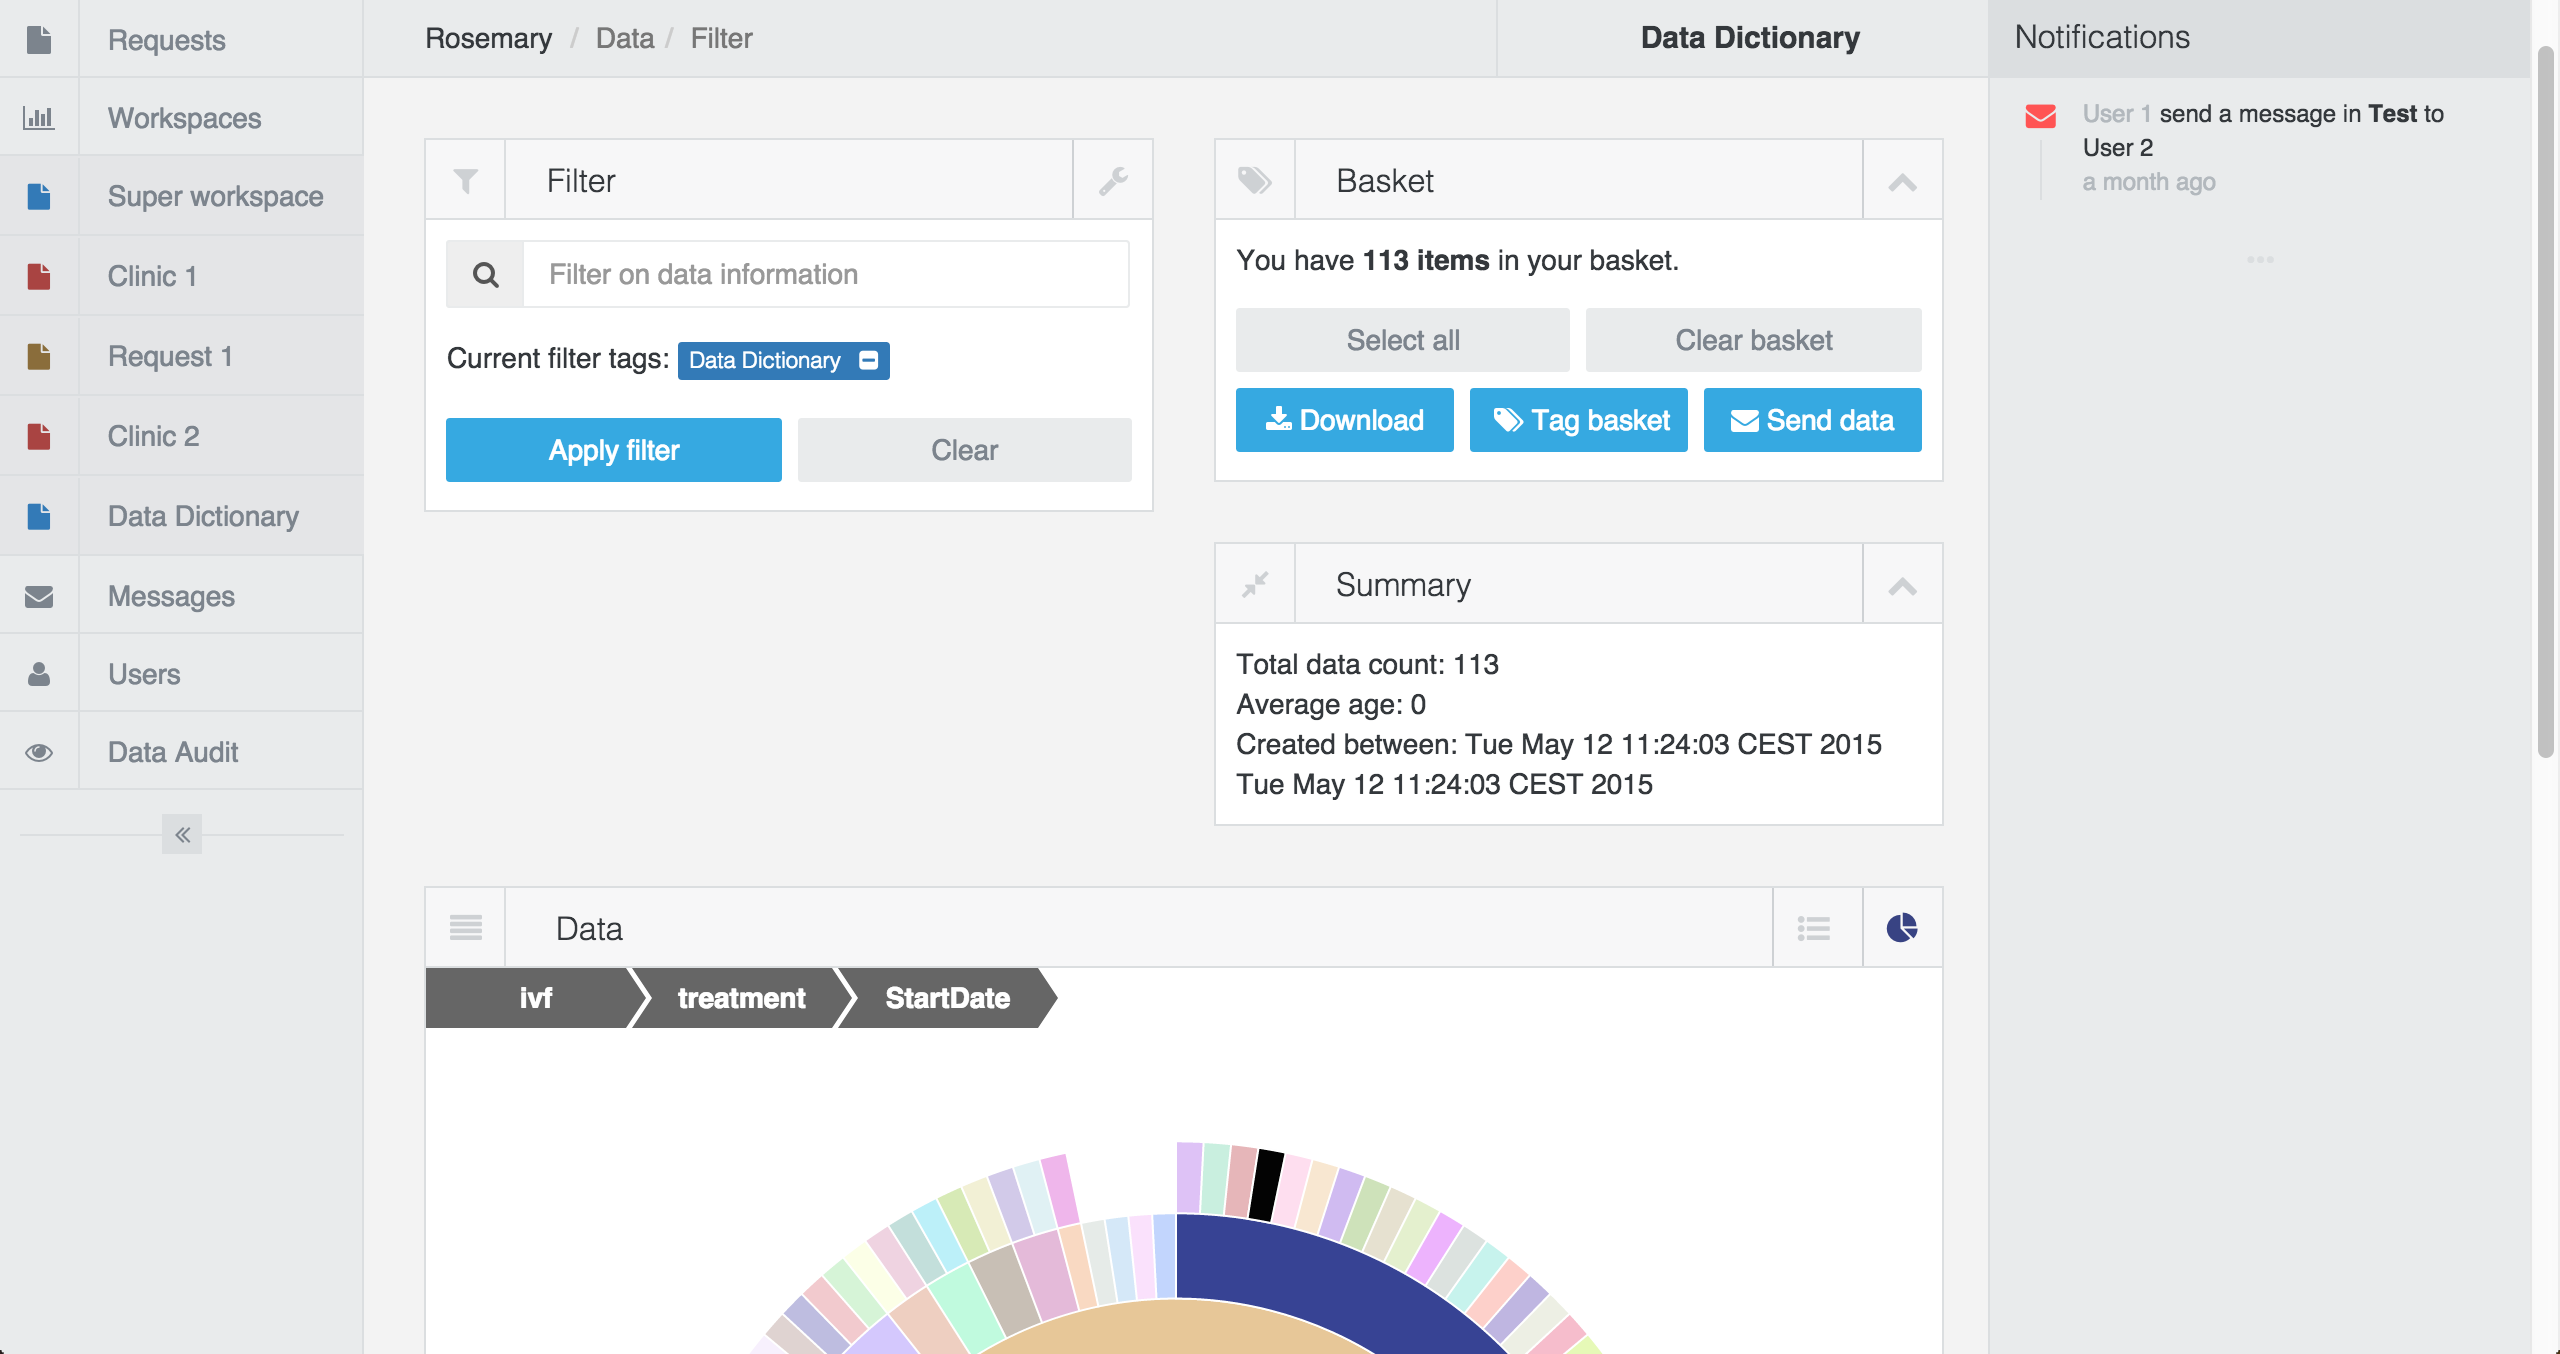 Requests
Workspaces
Super workspace
Clinic 1
Request 1
Clinic 2
Data Dictionary
Messages
Users
Data Audit
Rosemary / Data / Filter
Data Dictionary
Filter
Filter on data information
Current filter tags: Data Dictionary
Apply filter
Clear
Basket
You have 113 items in your basket.
Select all
Clear basket
Download
Tag basket
Send data
Summary
Total data count: 113
Average age: 0
Created between: Tue May 12 11:24:03 CEST 2015
Tue May 12 11:24:03 CEST 2015
Data
ivf
treatment
StartDate
Notifications
User 1 send a message in Test to
User 2
a month ago